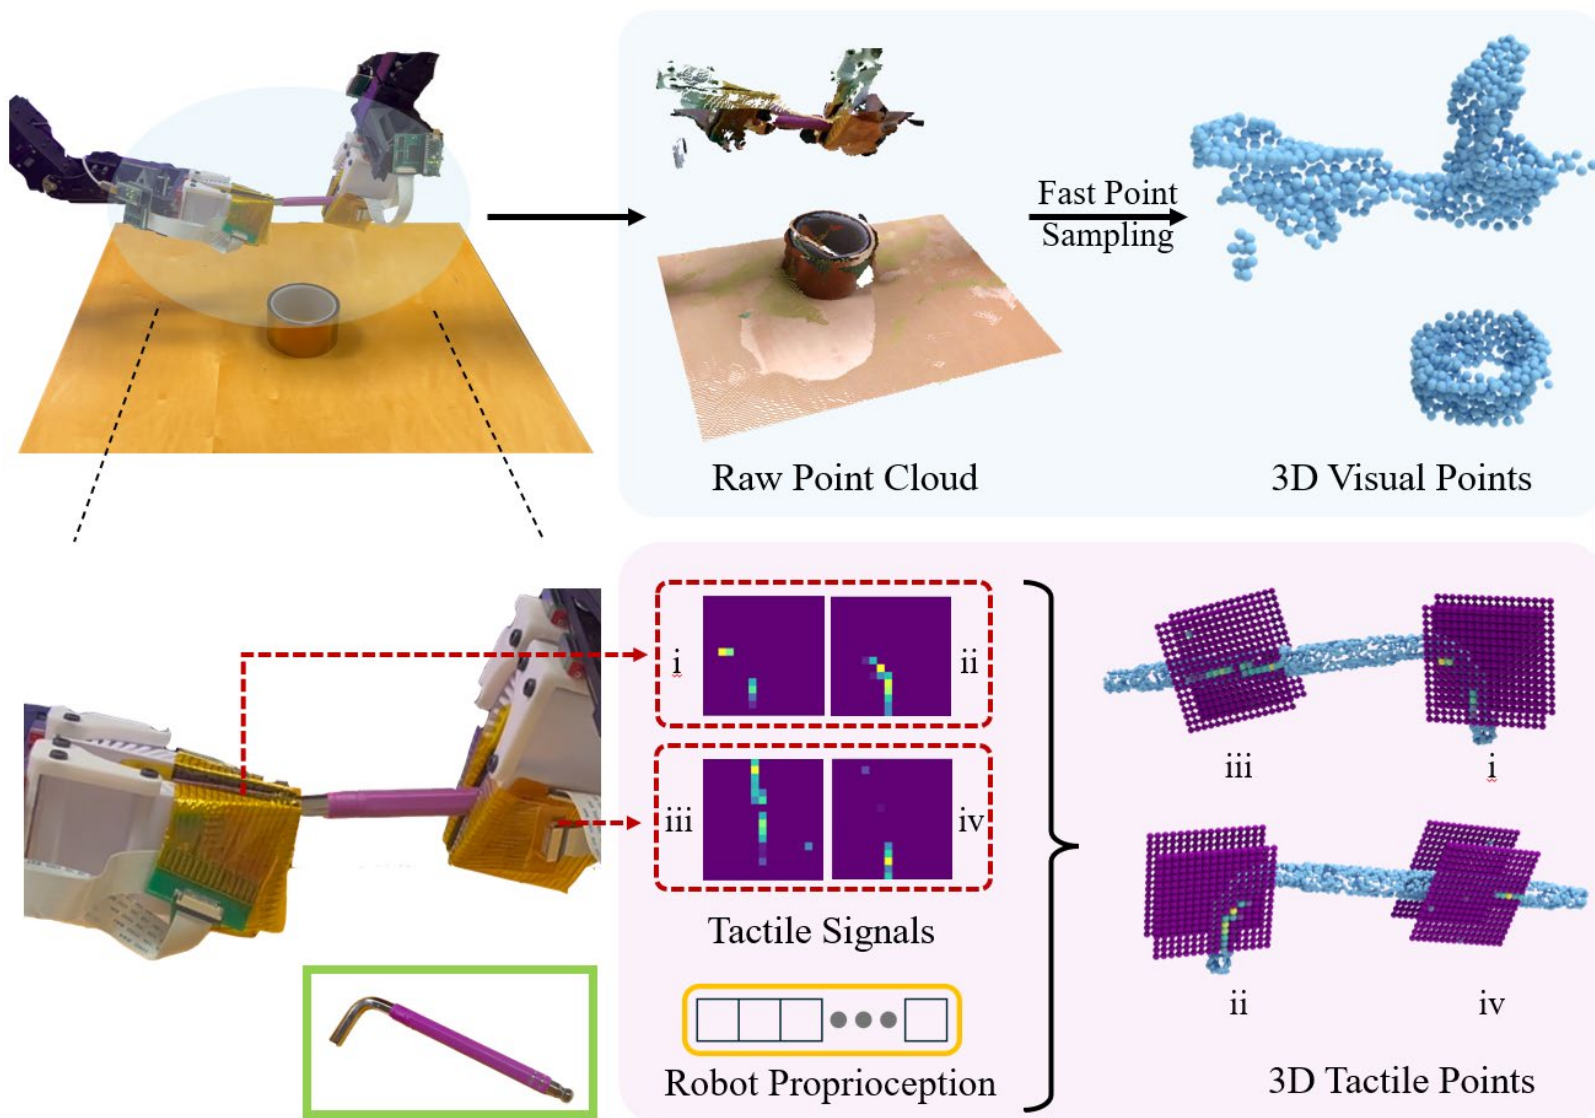 Fast Point
Sampling
Raw Point Cloud
3D Visual Points
i
ii
iii
iv
Tactile Signals
Robot Proprioception
iii
i
ii
iv
3D Tactile Points